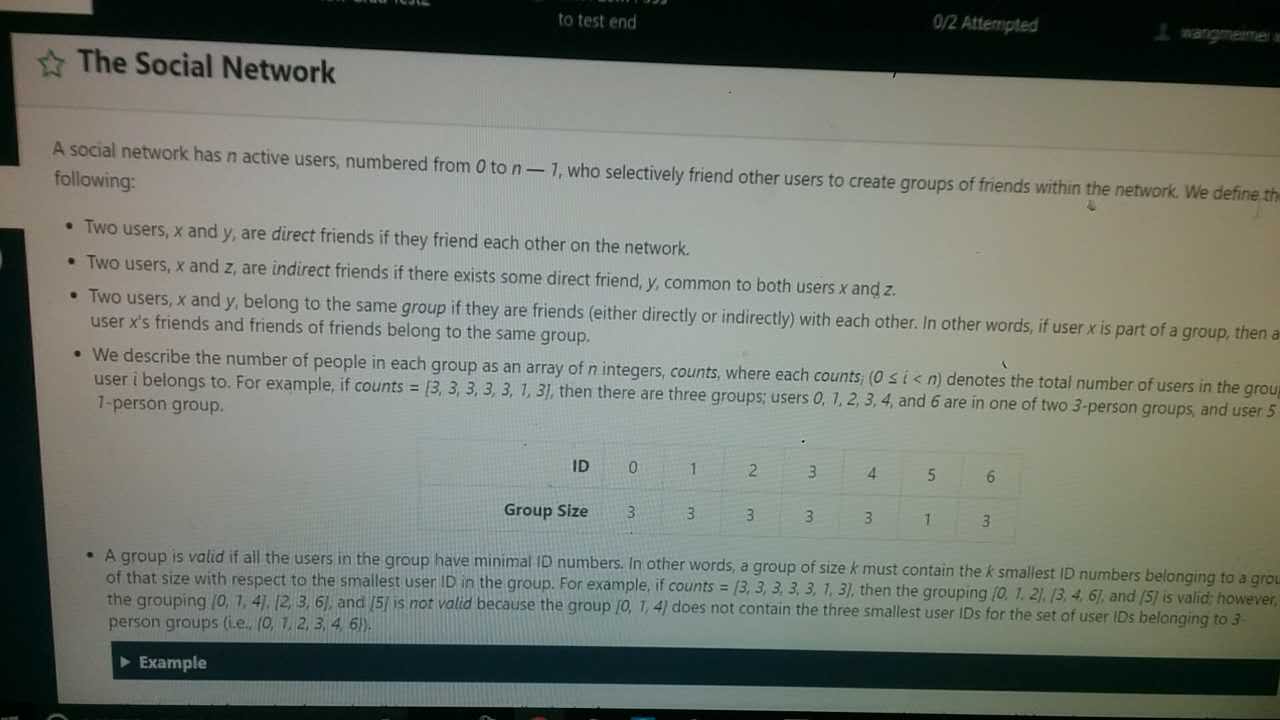 to test end
0/2 Attempted
wangmeimei
The Social Network
A social network has n active users, numbered from 0 to n — 1, who selectively friend other users to create groups of friends within the network. We define
following:
• Two users, x and y, are direct friends if they friend each other on the network.
• Two users, x and z, are indirect friends if there exists some direct friend, y, common to both users x and z.
• Two users, x and y, belong to the same group if they are friends (either directly or indirectly) with each other. In other words, if user x is part of a group, then
user x's friends and friends of friends belong to the same group.
• We describe the number of people in each group as an array of n integers, counts, where each countsᵢ (0 ≤ i < n) denotes the total number of users in the
user i belongs to. For example, if counts = [3, 3, 3, 3, 3, 1, 3], then there are three groups; users 0, 1, 2, 3, 4, and 6 are in one of two 3-person groups, and user 5
1-person group.
ID 0 1 2 3 4 5 6
Group Size 3 3 3 3 3 1 3
• A group is valid if all the users in the group have minimal ID numbers. In other words, a group of size k must contain the k smallest ID numbers belonging to a
of that size with respect to the smallest user ID in the group. For example, if counts = [3, 3, 3, 3, 3, 1, 3], then the grouping [0, 1, 2], [3, 4, 6], and [5] is valid; however,
the grouping [0, 1, 4], [2, 3, 6], and [5] is not valid because the group [0, 1, 4] does not contain the three smallest user IDs for the set of user IDs belonging to 3-
person groups (i.e., {0, 1, 2, 3, 4, 6}).
Example